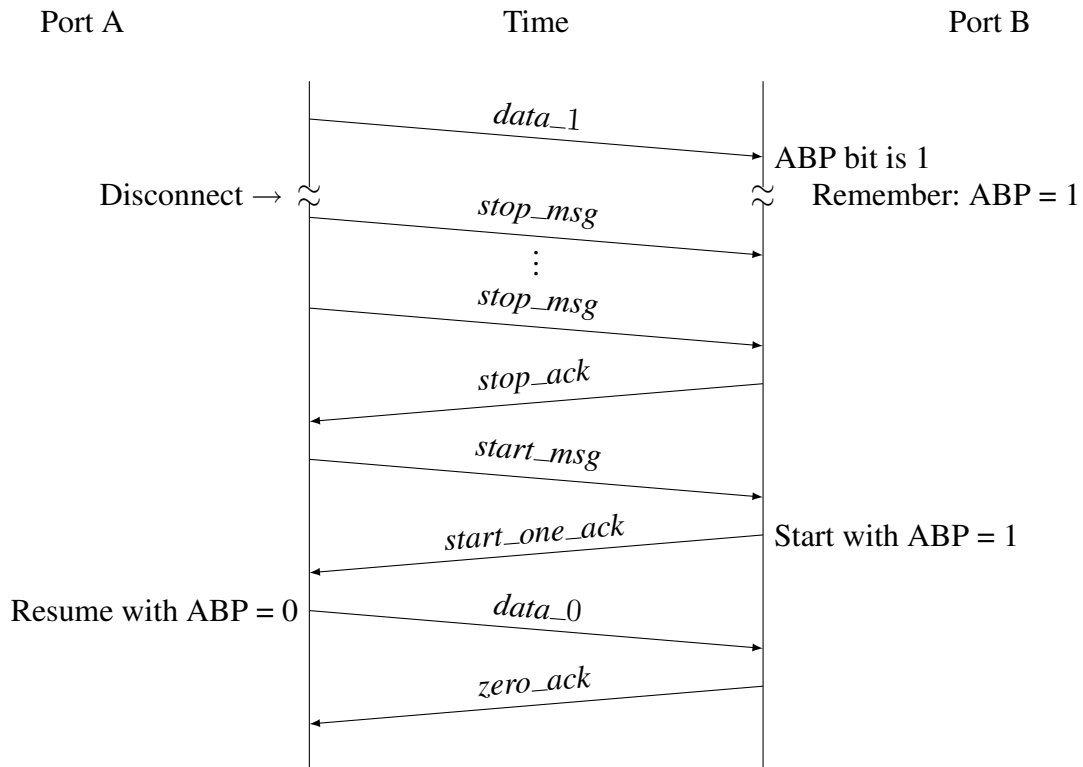 Port A Time Port B
data_1
ABP bit is 1
Disconnect → Remember: ABP = 1
stop_msg
⋮
stop_msg
stop_ack
start_msg
start_one_ack
Start with ABP = 1
Resume with ABP = 0
data_0
zero_ack